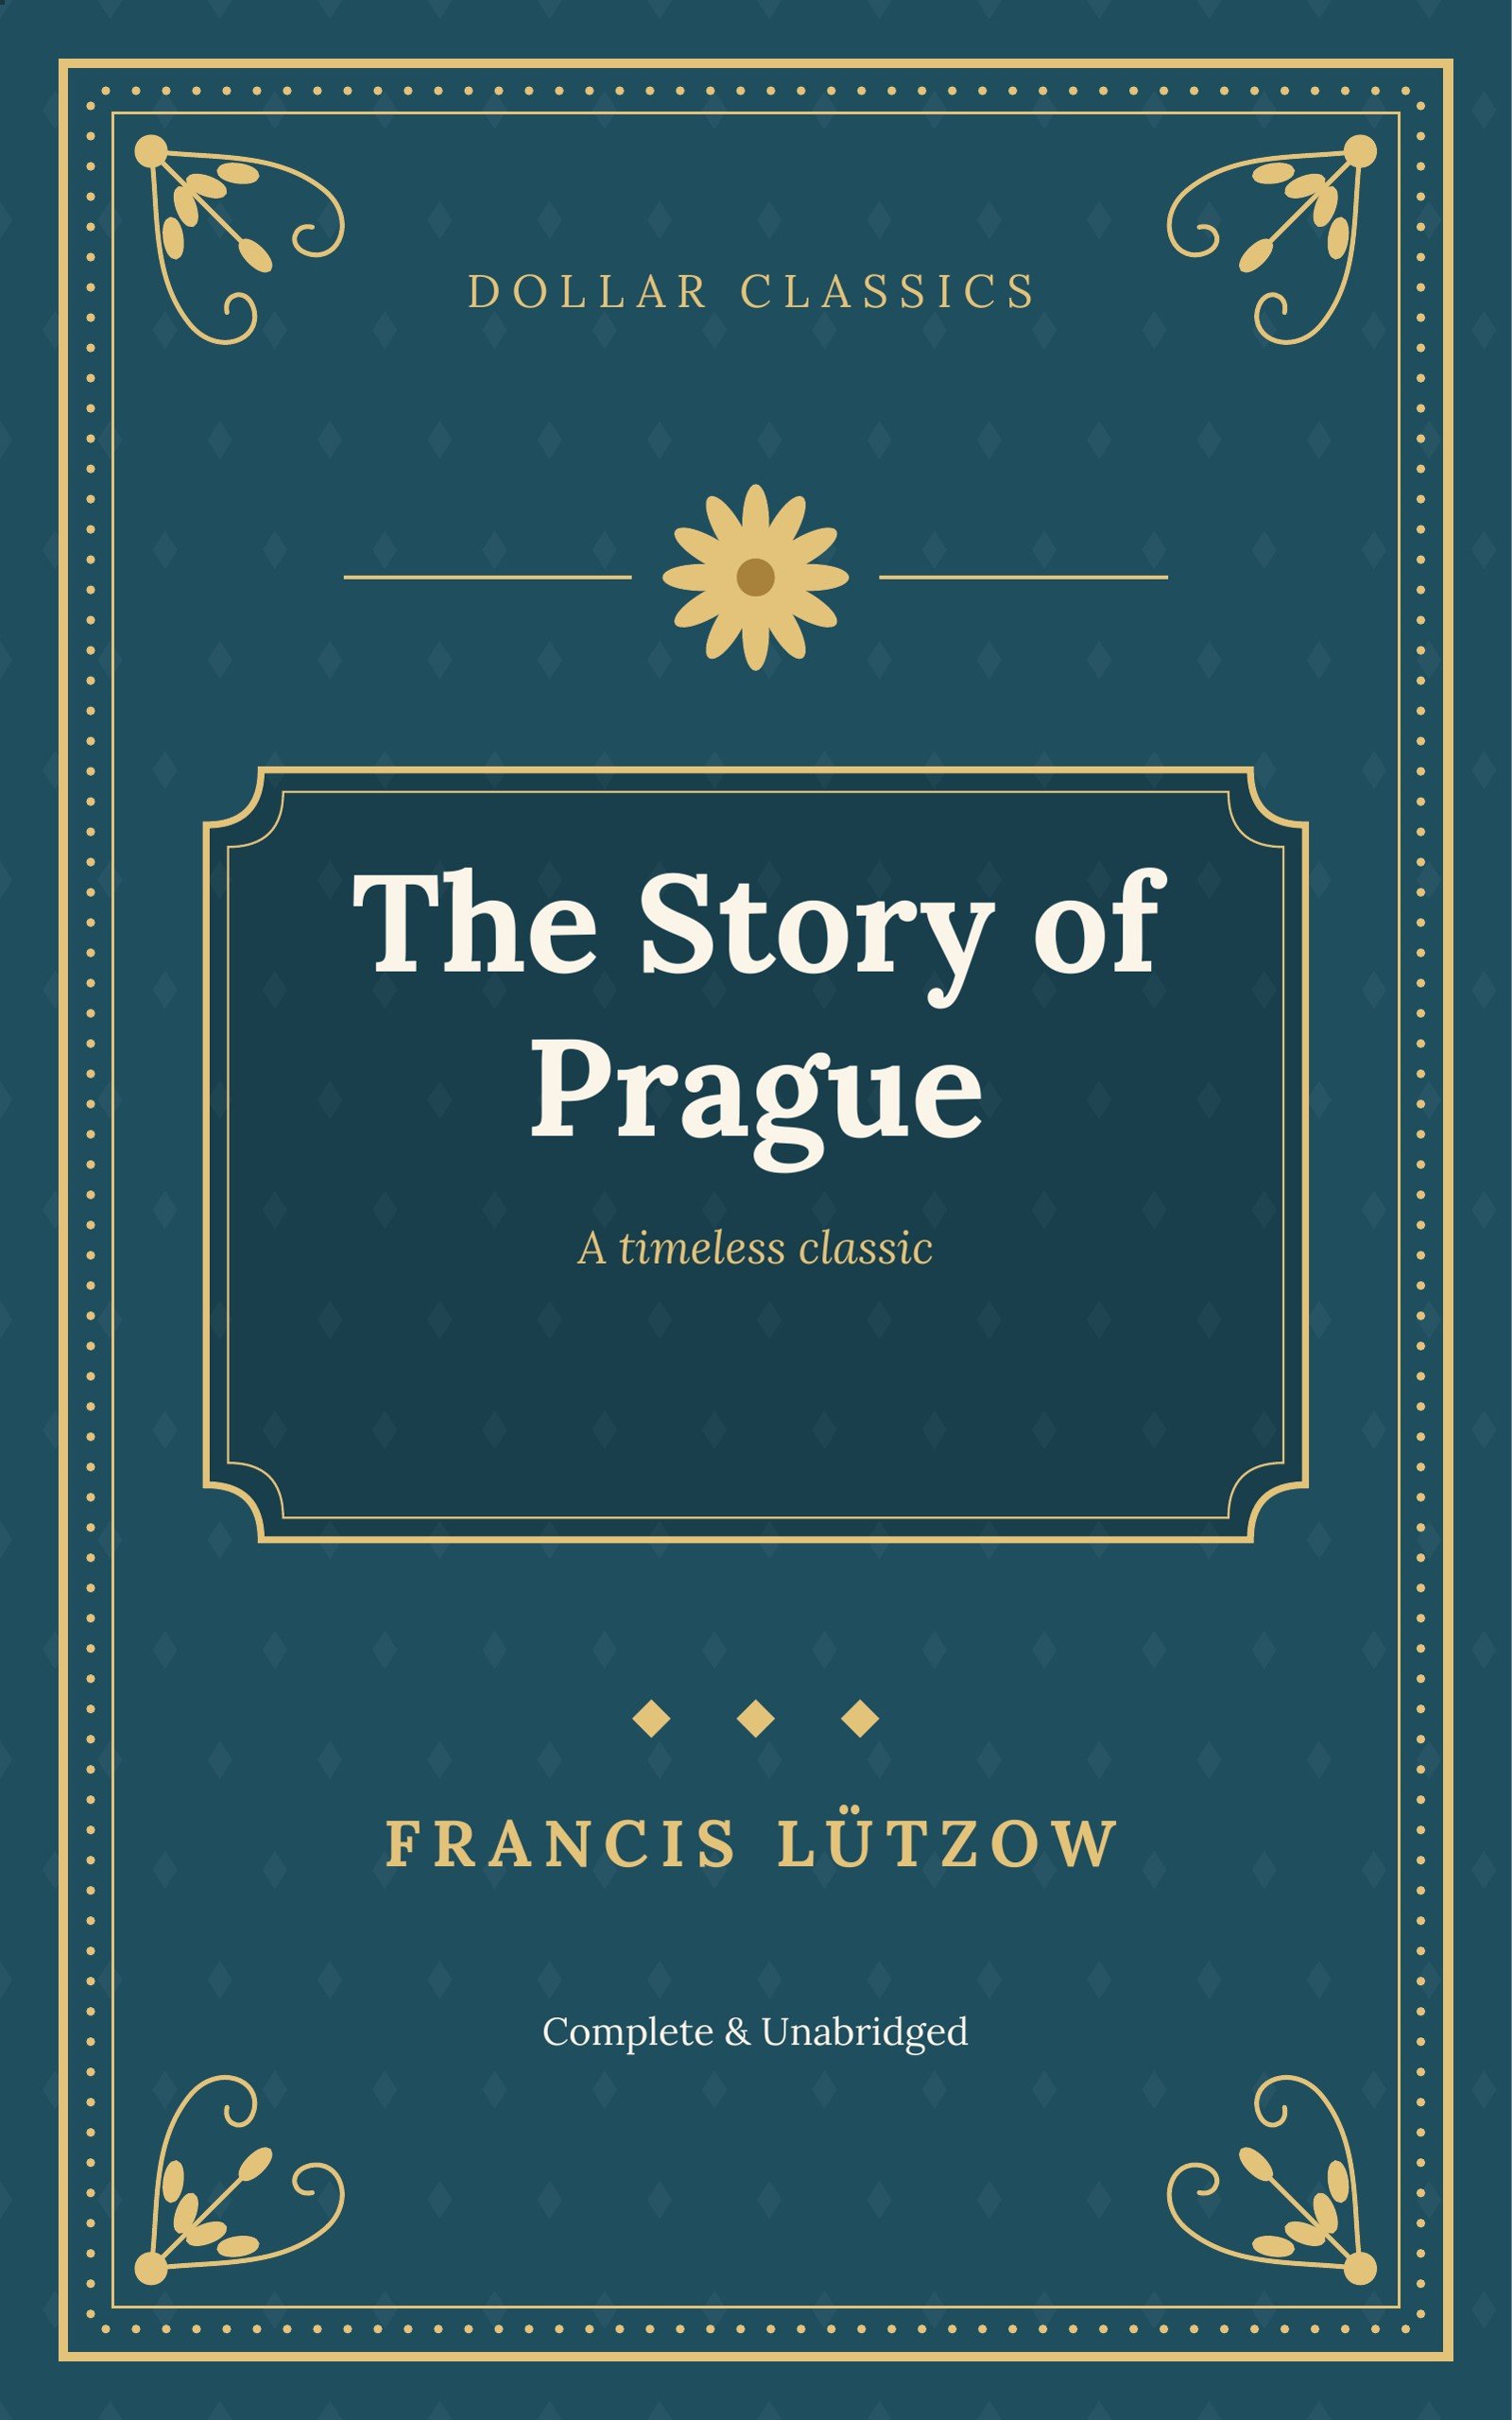 DOLLAR CLASSICS
The Story of
Prague
A timeless classic
FRANCIS LÜTZOW
Complete & Unabridged